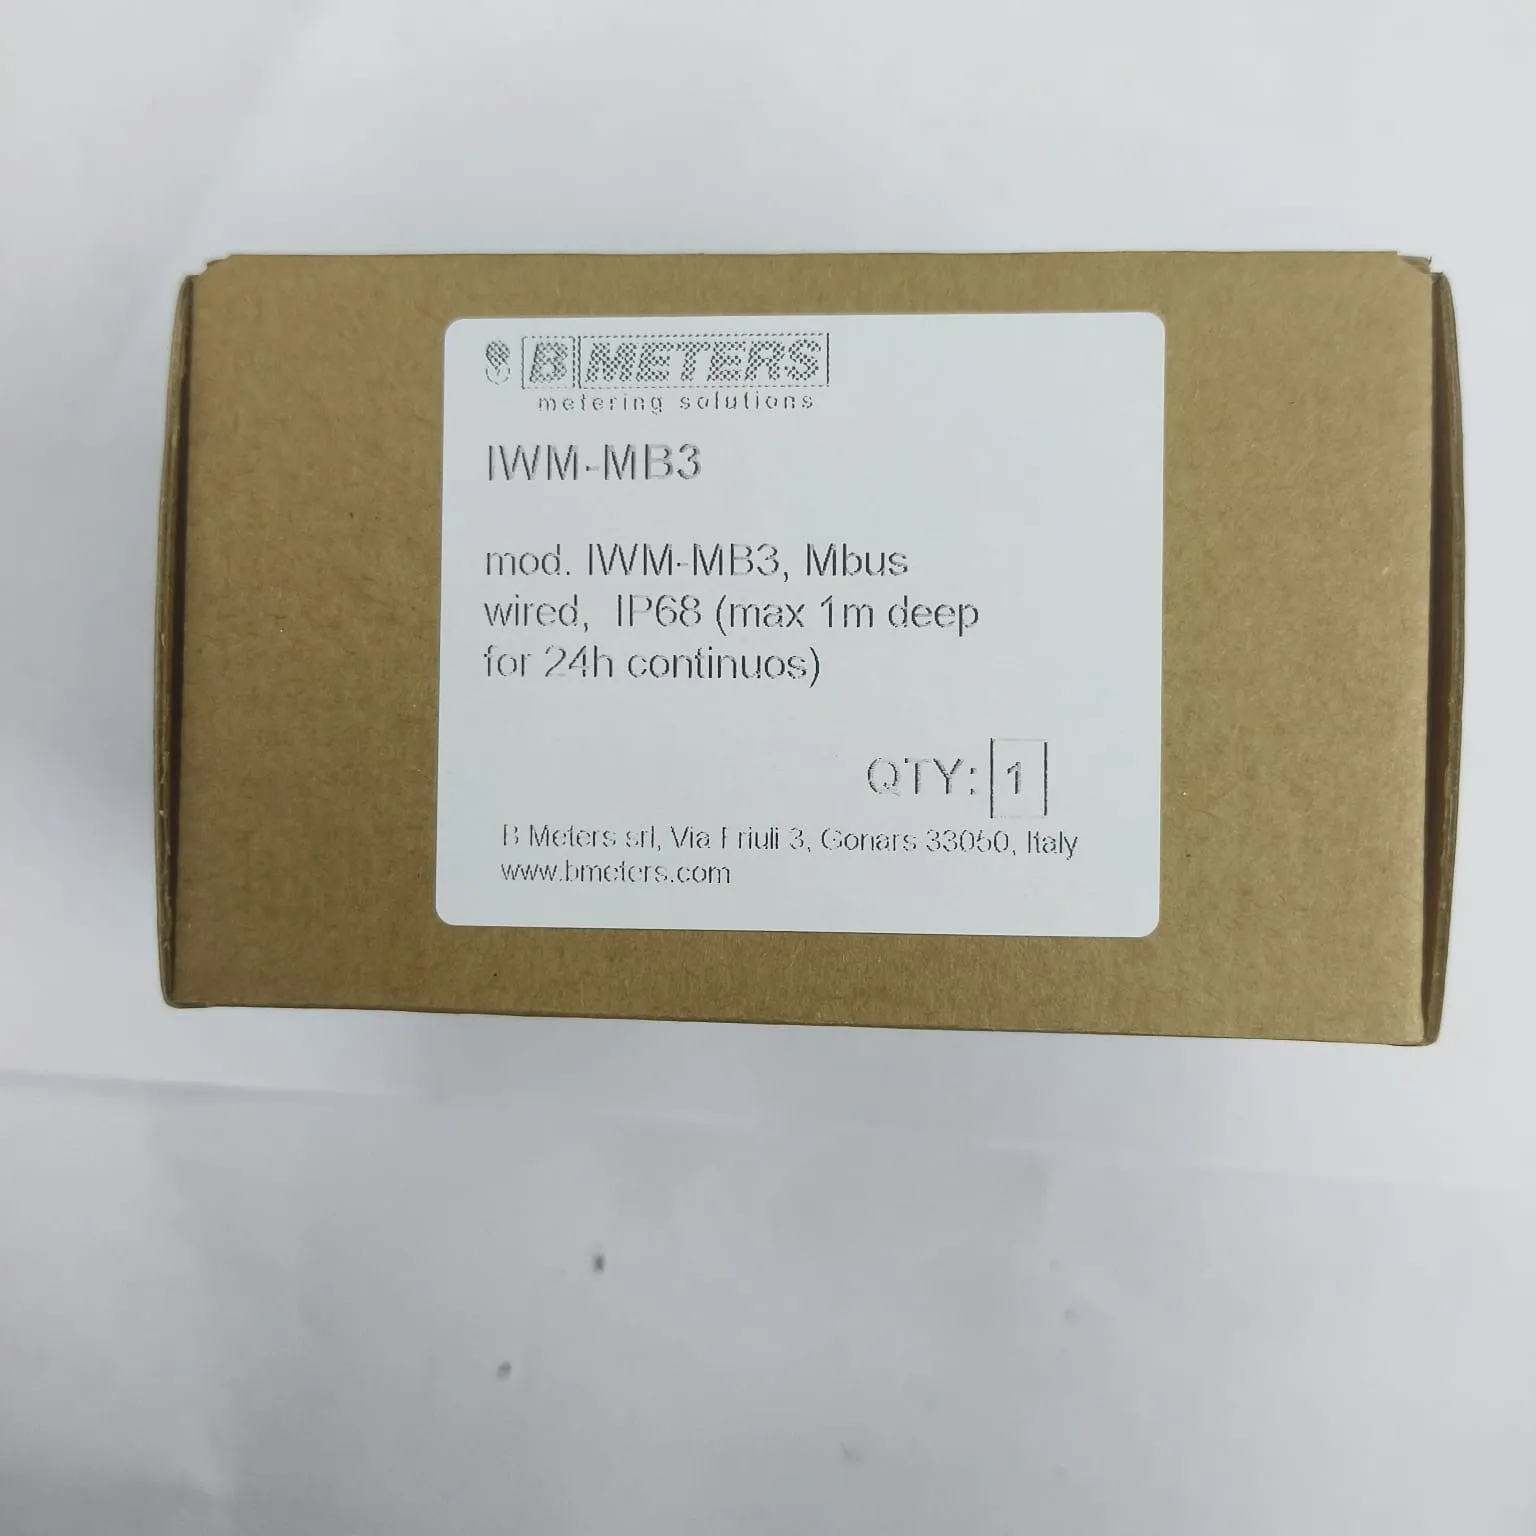 B METERS
metering solutions
IWM-MB3
mod. IWM-MB3, Mbus
wired, IP68 (max 1m deep
for 24h continuos)
QTY: 1
B Meters srl, Via Friuli 3, Gonars 33050, Italy
www.bmeters.com